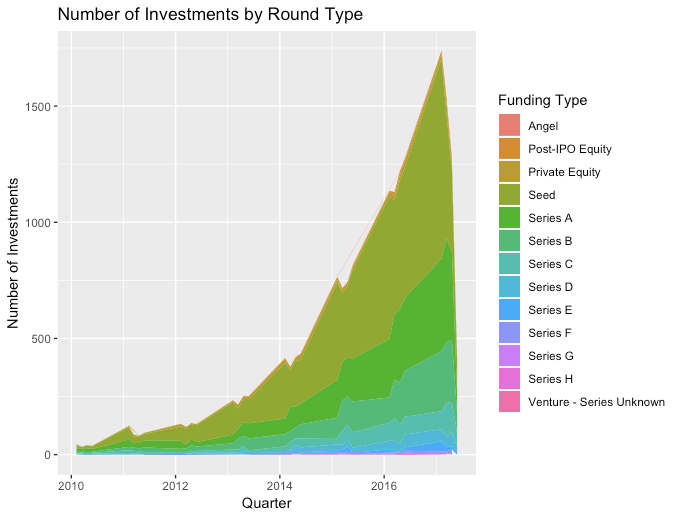 Number of Investments by Round Type
1500
1000
500
0
Number of Investments
2010
2012
2014
2016
Quarter
Funding Type
Angel
Post-IPO Equity
Private Equity
Seed
Series A
Series B
Series C
Series D
Series E
Series F
Series G
Series H
Venture - Series Unknown